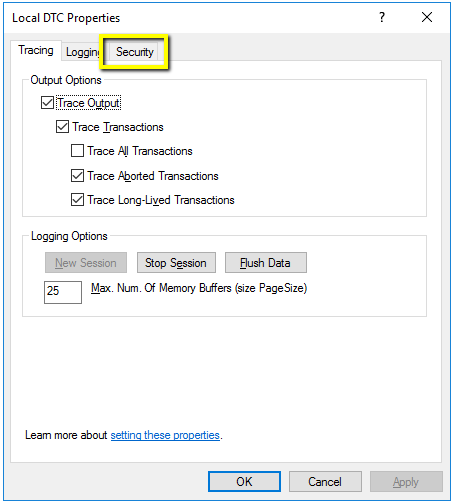 Local DTC Properties
Tracing Logging Security
Output Options
Trace Output
Trace Transactions
Trace All Transactions
Trace Aborted Transactions
Trace Long-Lived Transactions
Logging Options
New Session Stop Session Flush Data
25 Max. Num. Of Memory Buffers (size PageSize)
Learn more about setting these properties.
OK Cancel Apply